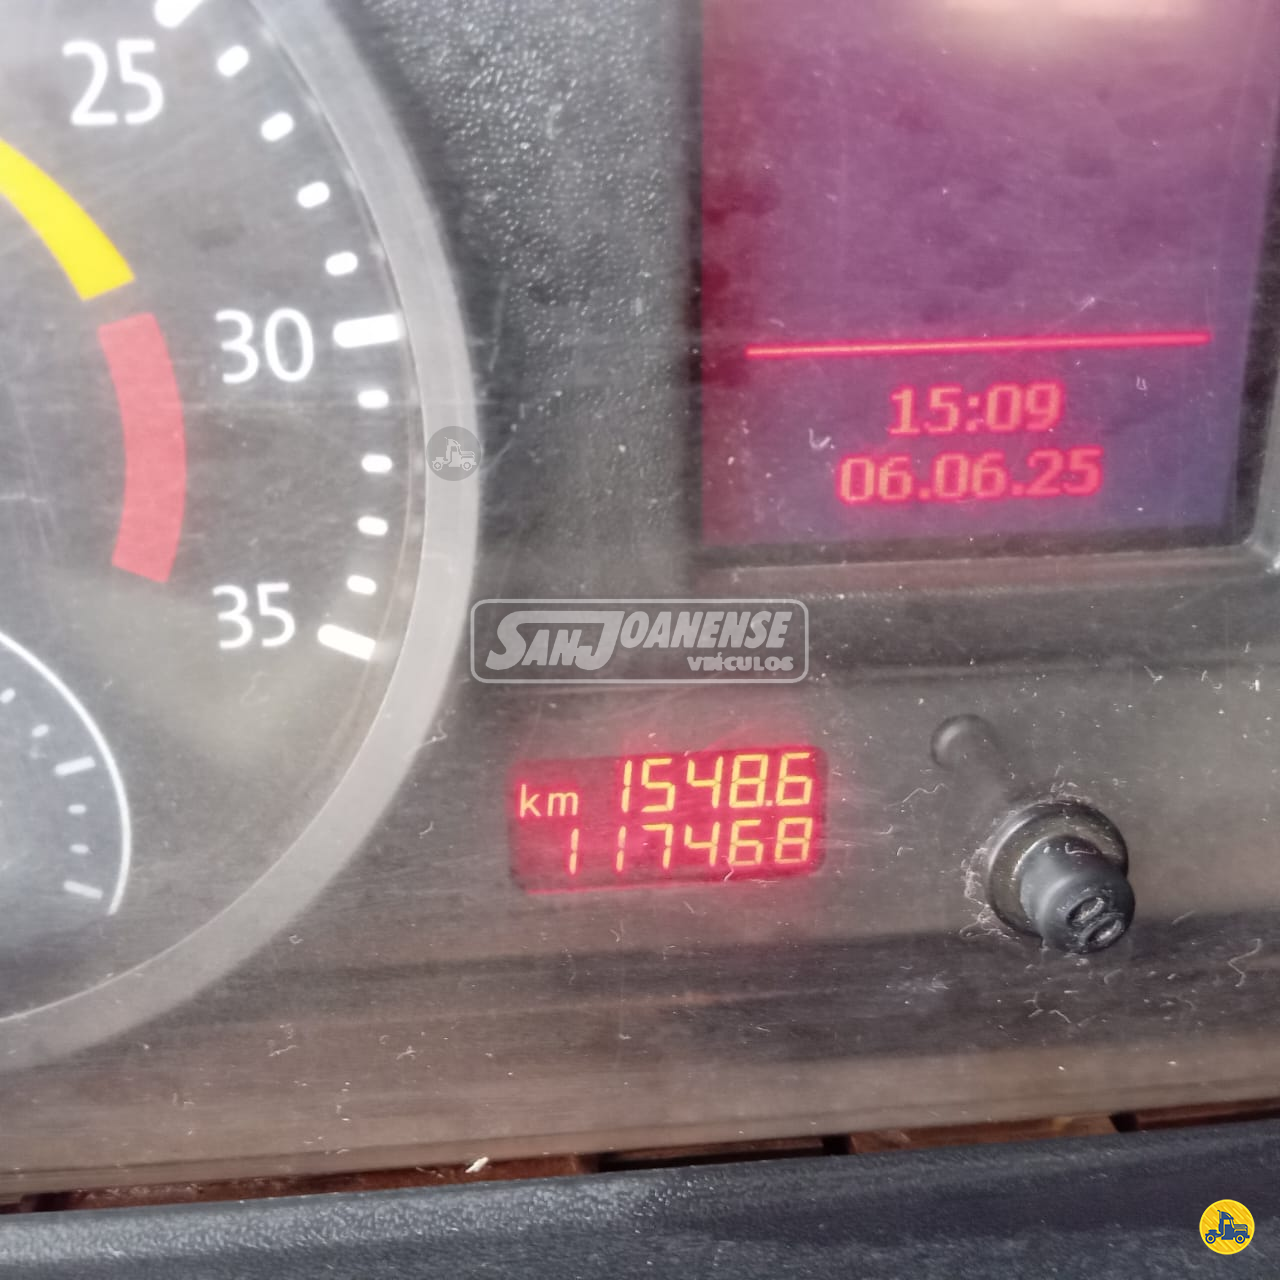 25
30
35
15:09
06.06.25
SANJOANENSE
VEÍCULOS
km 1548.6
117468